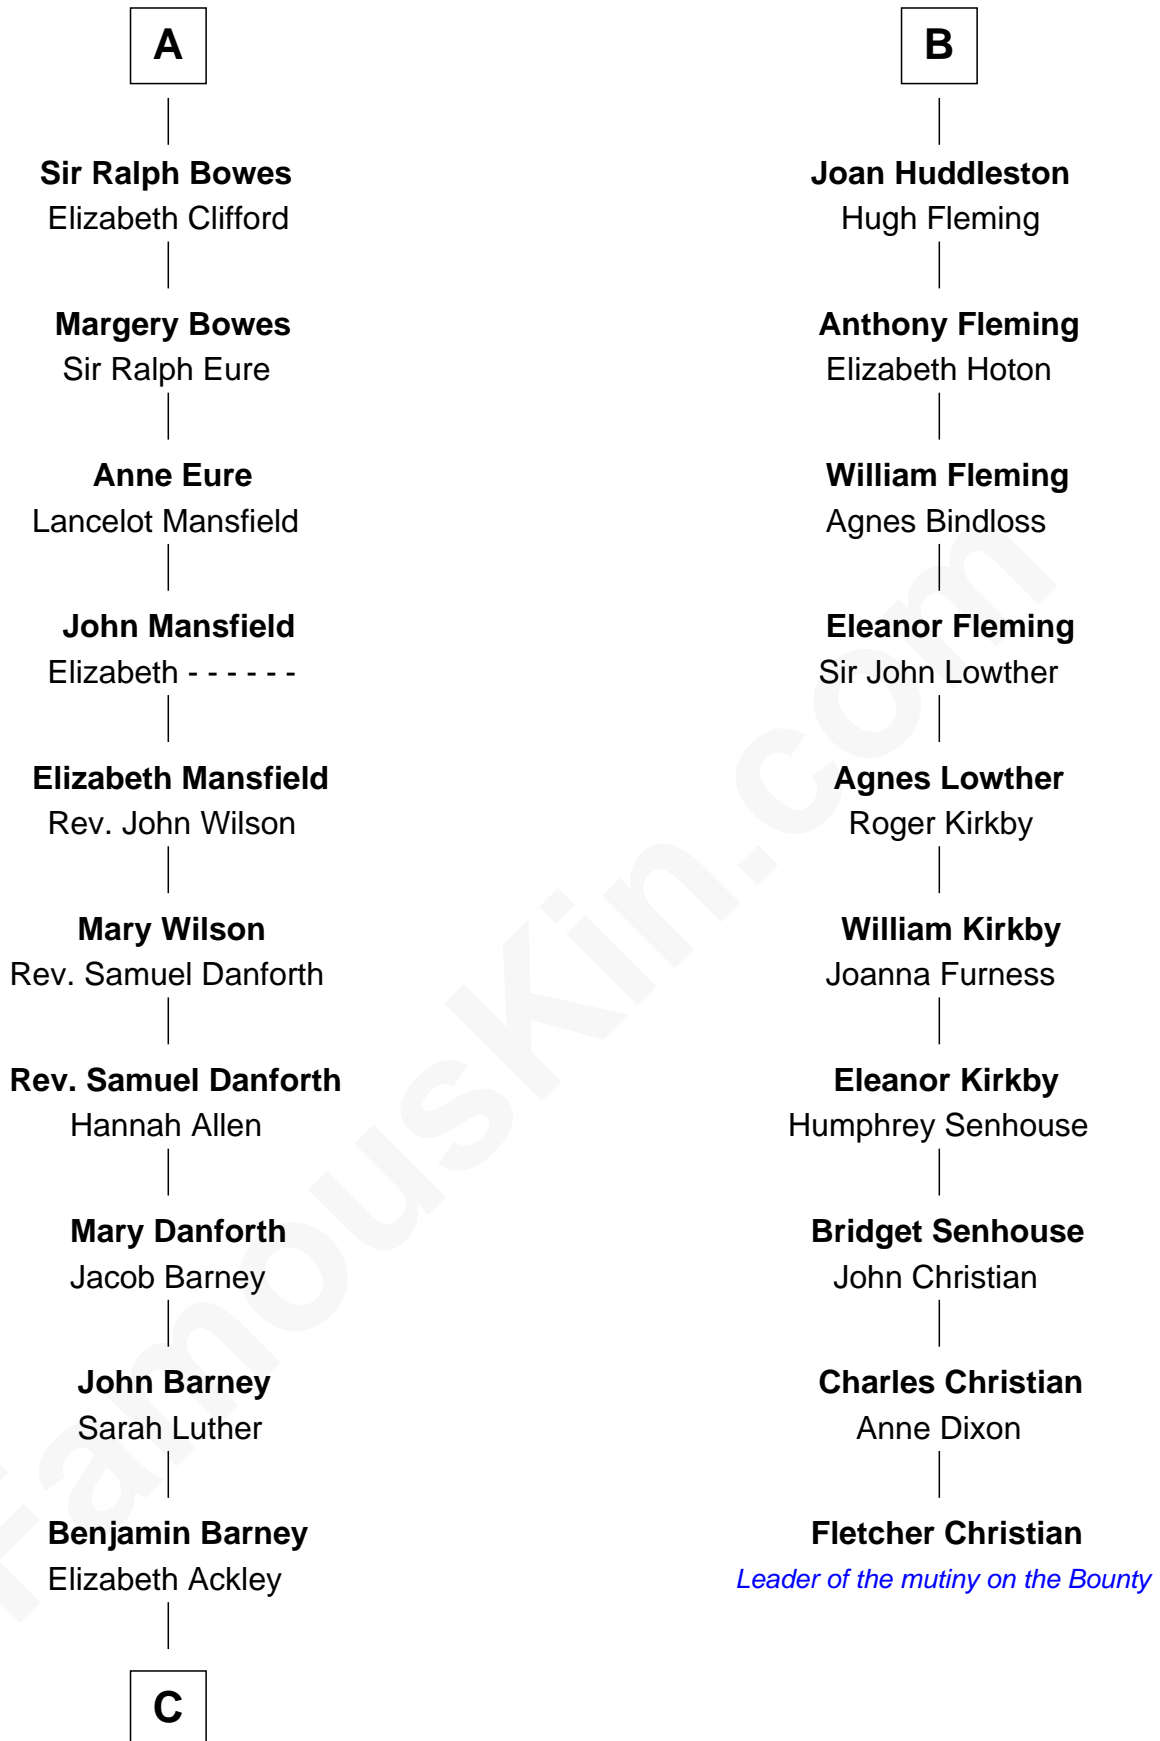 A
Sir Ralph Bowes
Elizabeth Clifford
Margery Bowes
Sir Ralph Eure
Anne Eure
Lancelot Mansfield
John Mansfield
Elizabeth - - - - - -
Elizabeth Mansfield
Rev. John Wilson
Mary Wilson
Rev. Samuel Danforth
Rev. Samuel Danforth
Hannah Allen
Mary Danforth
Jacob Barney
John Barney
Sarah Luther
Benjamin Barney
Elizabeth Ackley
C
B
Joan Huddleston
Hugh Fleming
Anthony Fleming
Elizabeth Hoton
William Fleming
Agnes Bindloss
Eleanor Fleming
Sir John Lowther
Agnes Lowther
Roger Kirkby
William Kirkby
Joanna Furness
Eleanor Kirkby
Humphrey Senhouse
Bridget Senhouse
John Christian
Charles Christian
Anne Dixon
Fletcher Christian
Leader of the mutiny on the Bounty
FamousKin.com